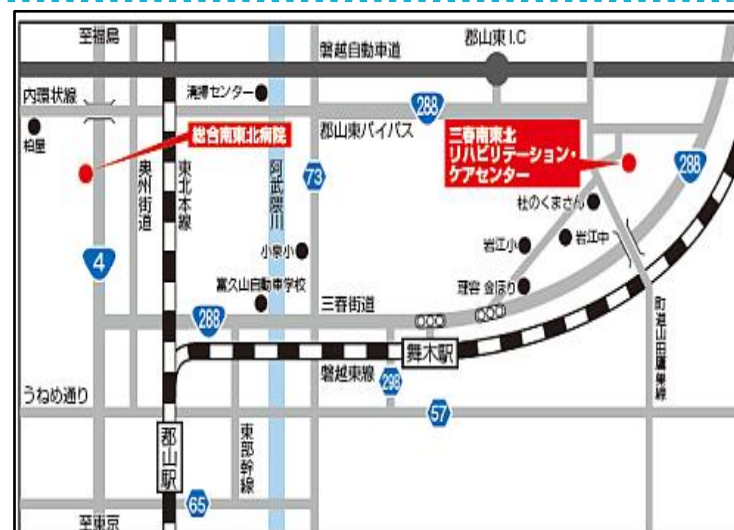 至福島
磐越自動車道
郡山東I.C
内環状線
清掃センター
288
柏屋
総合南東北病院
郡山東バイパス
三春南東北
リハビリテーション・
ケアセンター
288
奥州街道
東北本線
阿武隈川
73
杜のくまさん
岩江小
岩江中
4
小泉小
富久山自動車学校
理容 金ほり
288
三春街道
舞木駅
町道山田鷹巣線
磐越東線
298
うねめ通り
57
郡山駅
東部幹線
65
至東京